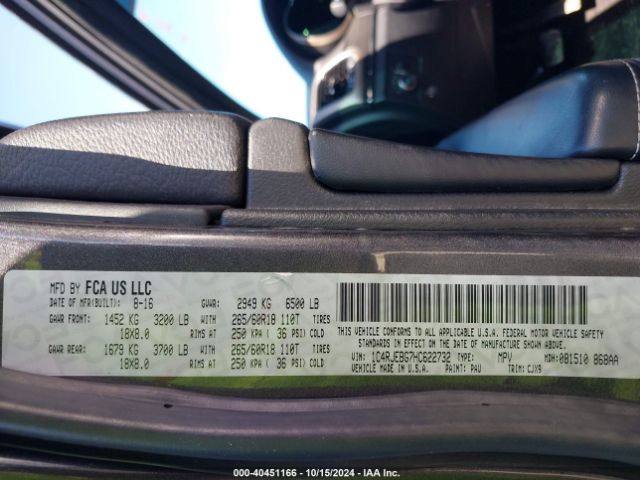 MFD BY FCA US LLC
DATE OF MFR(BUILT): 8-16 GVWR: 2949 KG 6500 LB
GAWR FRONT: 1452 KG 3200 LB WITH 265/60R18 110T TIRES
18X8.0 RIMS AT 250 KPA ( 36 PSI) COLD
GAWR REAR: 1679 KG 3700 LB WITH 265/60R18 110T TIRES
18X8.0 RIMS AT 250 KPA ( 36 PSI) COLD
THIS VEHICLE CONFORMS TO ALL APPLICABLE U.S.A. FEDERAL MOTOR VEHICLE SAFETY
STANDARDS IN EFFECT ON THE DATE OF MANUFACTURE SHOWN ABOVE.
VIN: 1C4RJEBG7HC622732 TYPE: MPV MDH: 081510 868AA
VEHICLE MADE IN U.S.A. PAINT: PAU TRIM: CJX9
© 2000 - 40451166 - 10/15/2024 - IAA Inc.